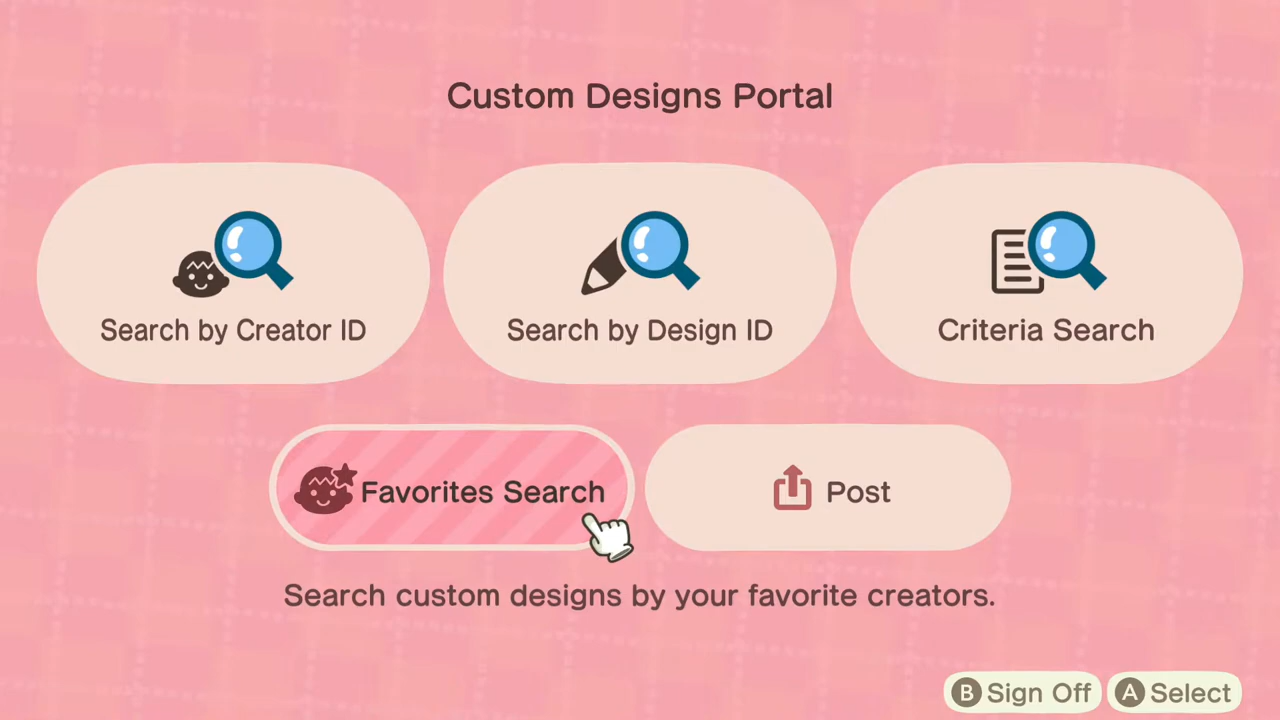 Custom Designs Portal
Search by Creator ID
Search by Design ID
Criteria Search
Favorites Search
Post
Search custom designs by your favorite creators.
B Sign Off
A Select